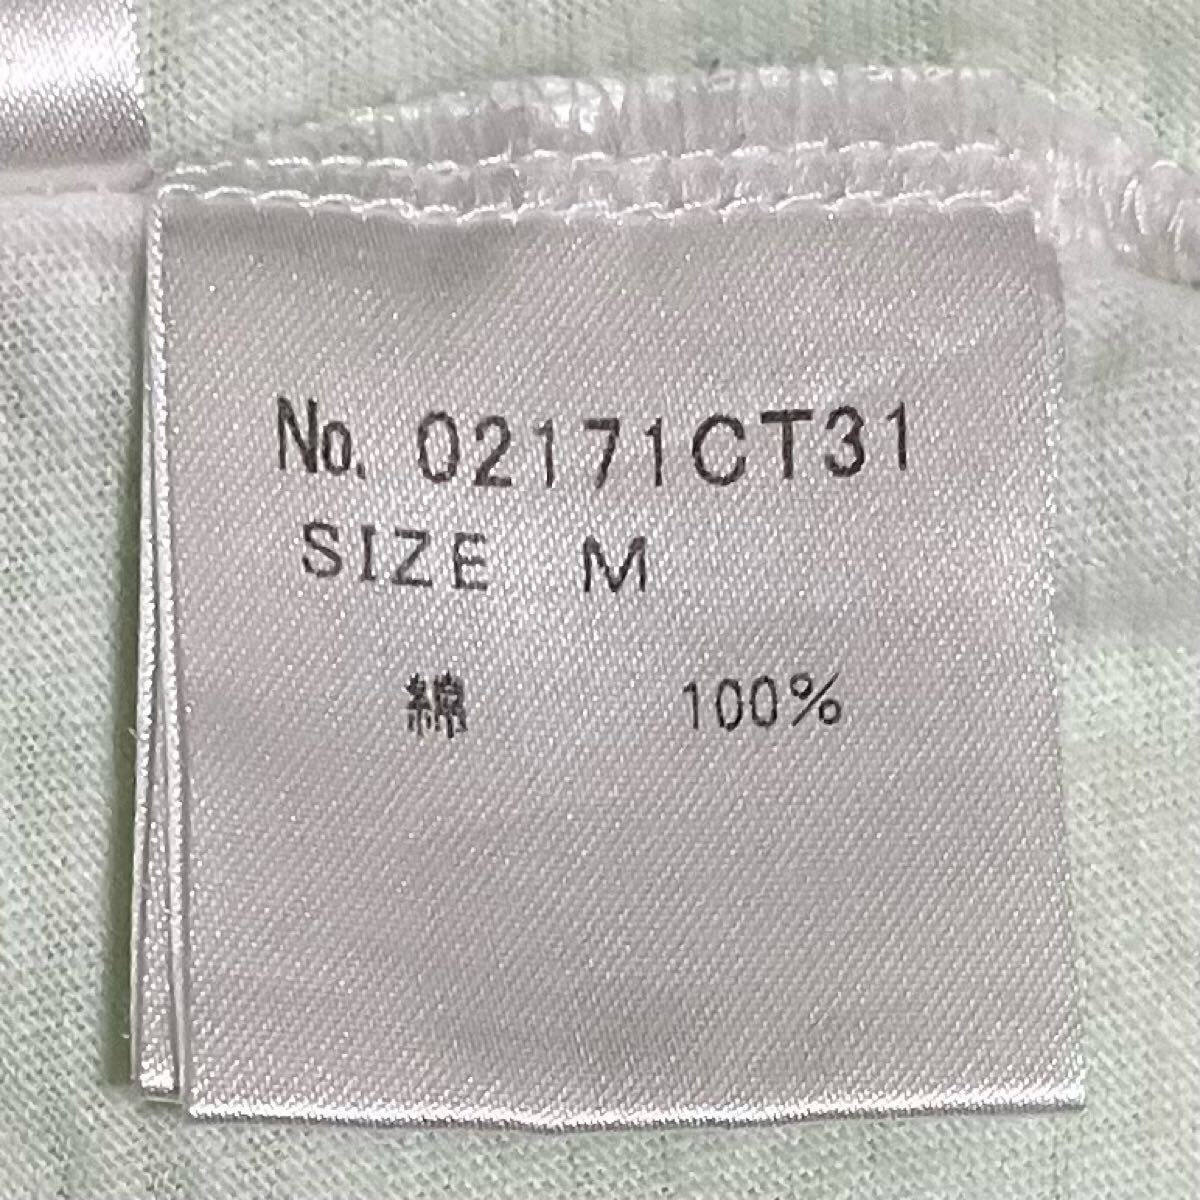 No. 02171CT31
SIZE M
綿 100%